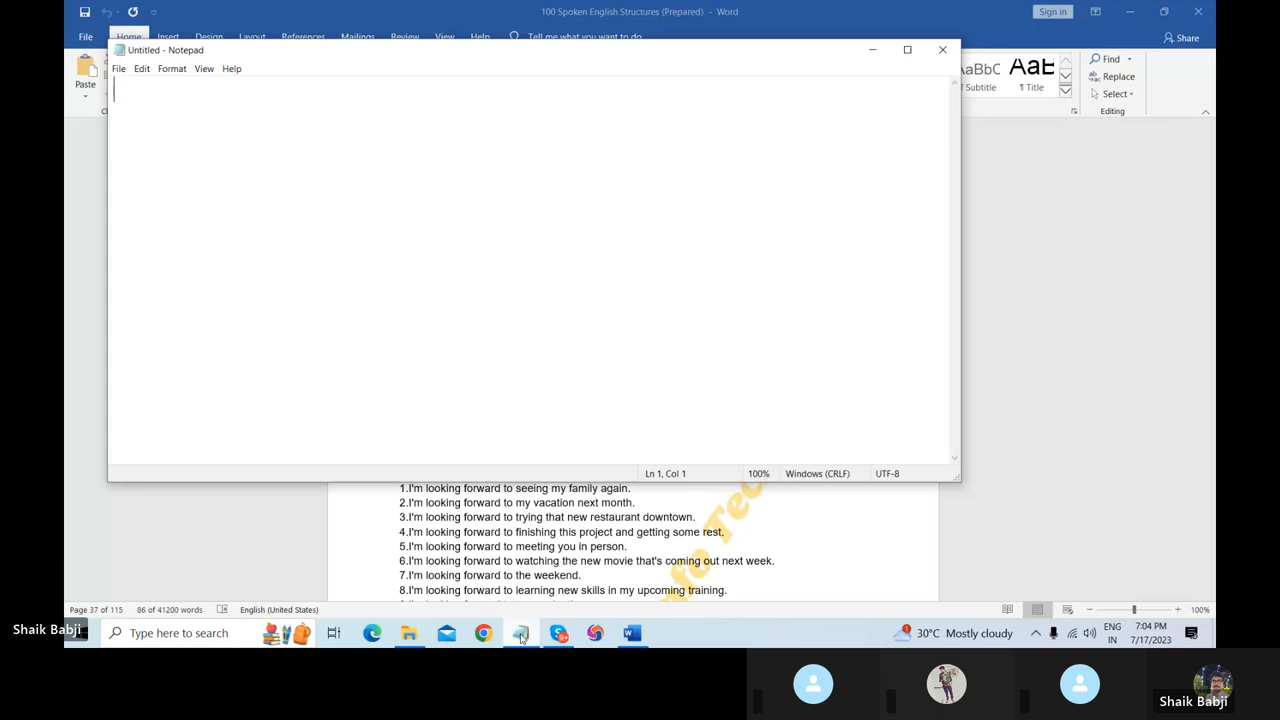 100 Spoken English Structures (Prepared) - Word
Sign in
File Home Insert Design Layout References Mailings Review View Help Tell me what you want to do
Share
Untitled - Notepad
File Edit Format View Help
Paste
AaBbC
Subtitle
Title
Find
Replace
Select
Editing
Ln 1, Col 1 100% Windows (CRLF) UTF-8
1.I'm looking forward to seeing my family again.
2.I'm looking forward to my vacation next month.
3.I'm looking forward to trying that new restaurant downtown.
4.I'm looking forward to finishing this project and getting some rest.
5.I'm looking forward to meeting you in person.
6.I'm looking forward to watching the new movie that's coming out next week.
7.I'm looking forward to the weekend.
8.I'm looking forward to learning new skills in my upcoming training.
Page 37 of 115 86 of 41200 words English (United States) 100%
Shaik Babji
Type here to search
30°C Mostly cloudy
ENG
IN
7:04 PM
7/17/2023
Shaik Babji